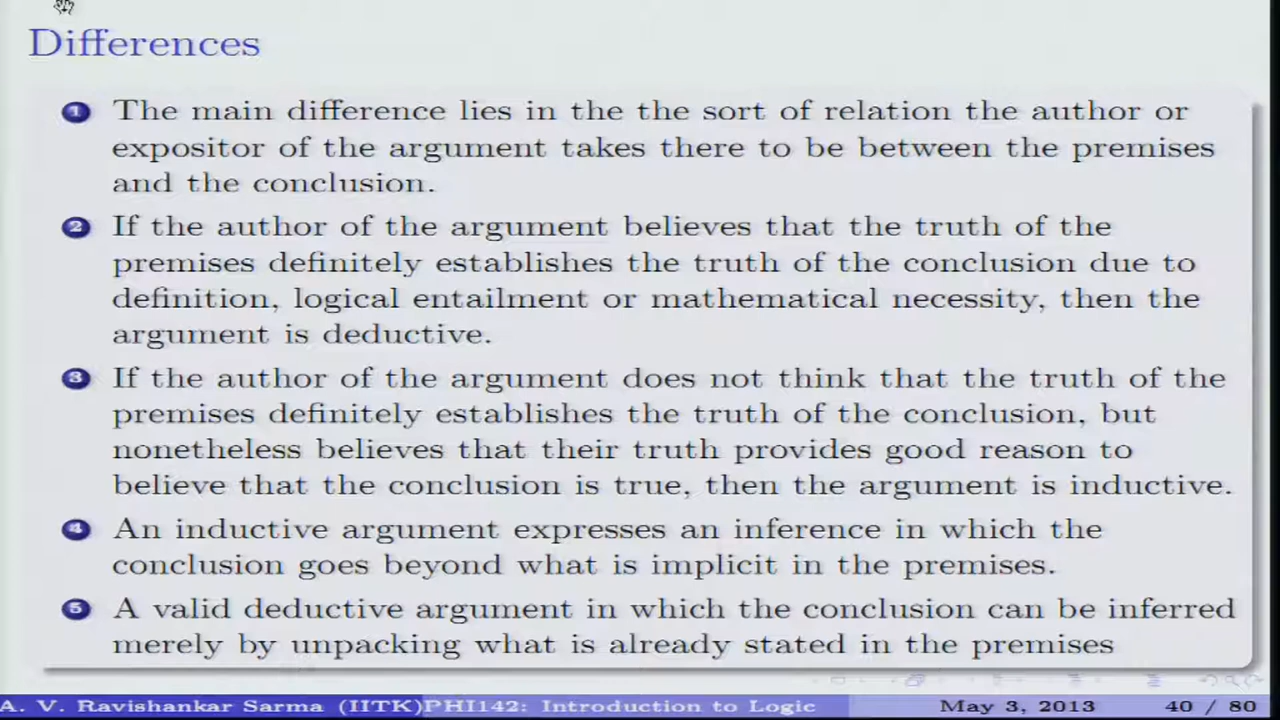 Differences
1 The main difference lies in the the sort of relation the author or
expositor of the argument takes there to be between the premises
and the conclusion.
2 If the author of the argument believes that the truth of the
premises definitely establishes the truth of the conclusion due to
definition, logical entailment or mathematical necessity, then the
argument is deductive.
3 If the author of the argument does not think that the truth of the
premises definitely establishes the truth of the conclusion, but
nonetheless believes that their truth provides good reason to
believe that the conclusion is true, then the argument is inductive.
4 An inductive argument expresses an inference in which the
conclusion goes beyond what is implicit in the premises.
5 A valid deductive argument in which the conclusion can be inferred
merely by unpacking what is already stated in the premises
A. V. Ravishankar Sarma (IITK) PHI142: Introduction to Logic May 3, 2013 40 / 80